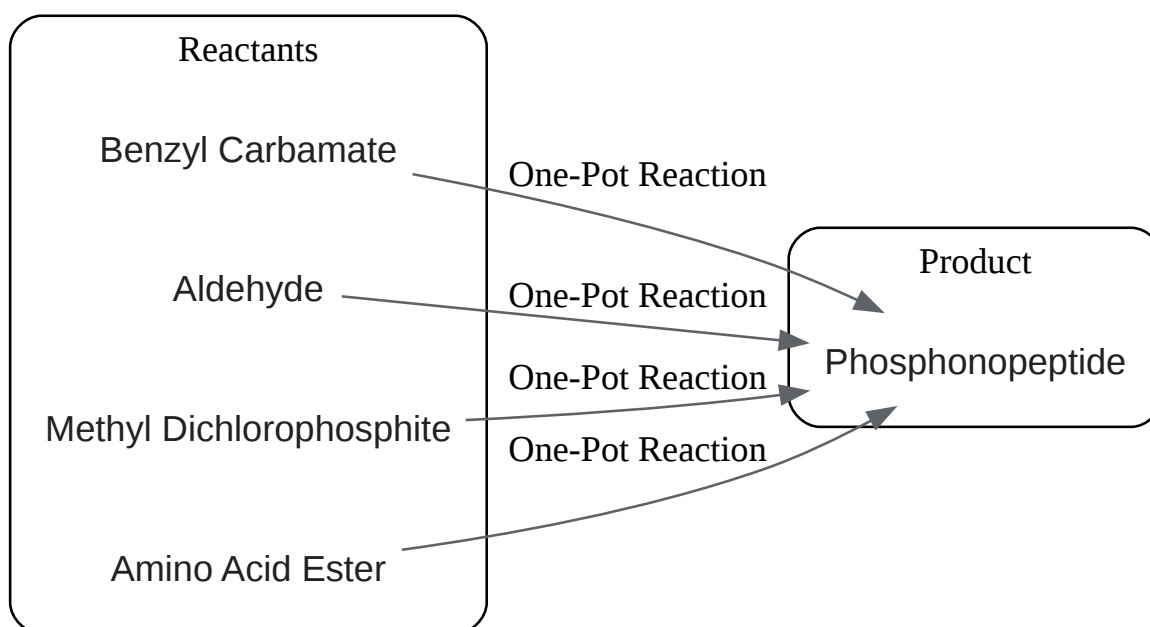 Reactants
Benzyl Carbamate
One-Pot Reaction
Product
Aldehyde
One-Pot Reaction
Phosphonopeptide
One-Pot Reaction
Methyl Dichlorophosphite
One-Pot Reaction
Amino Acid Ester